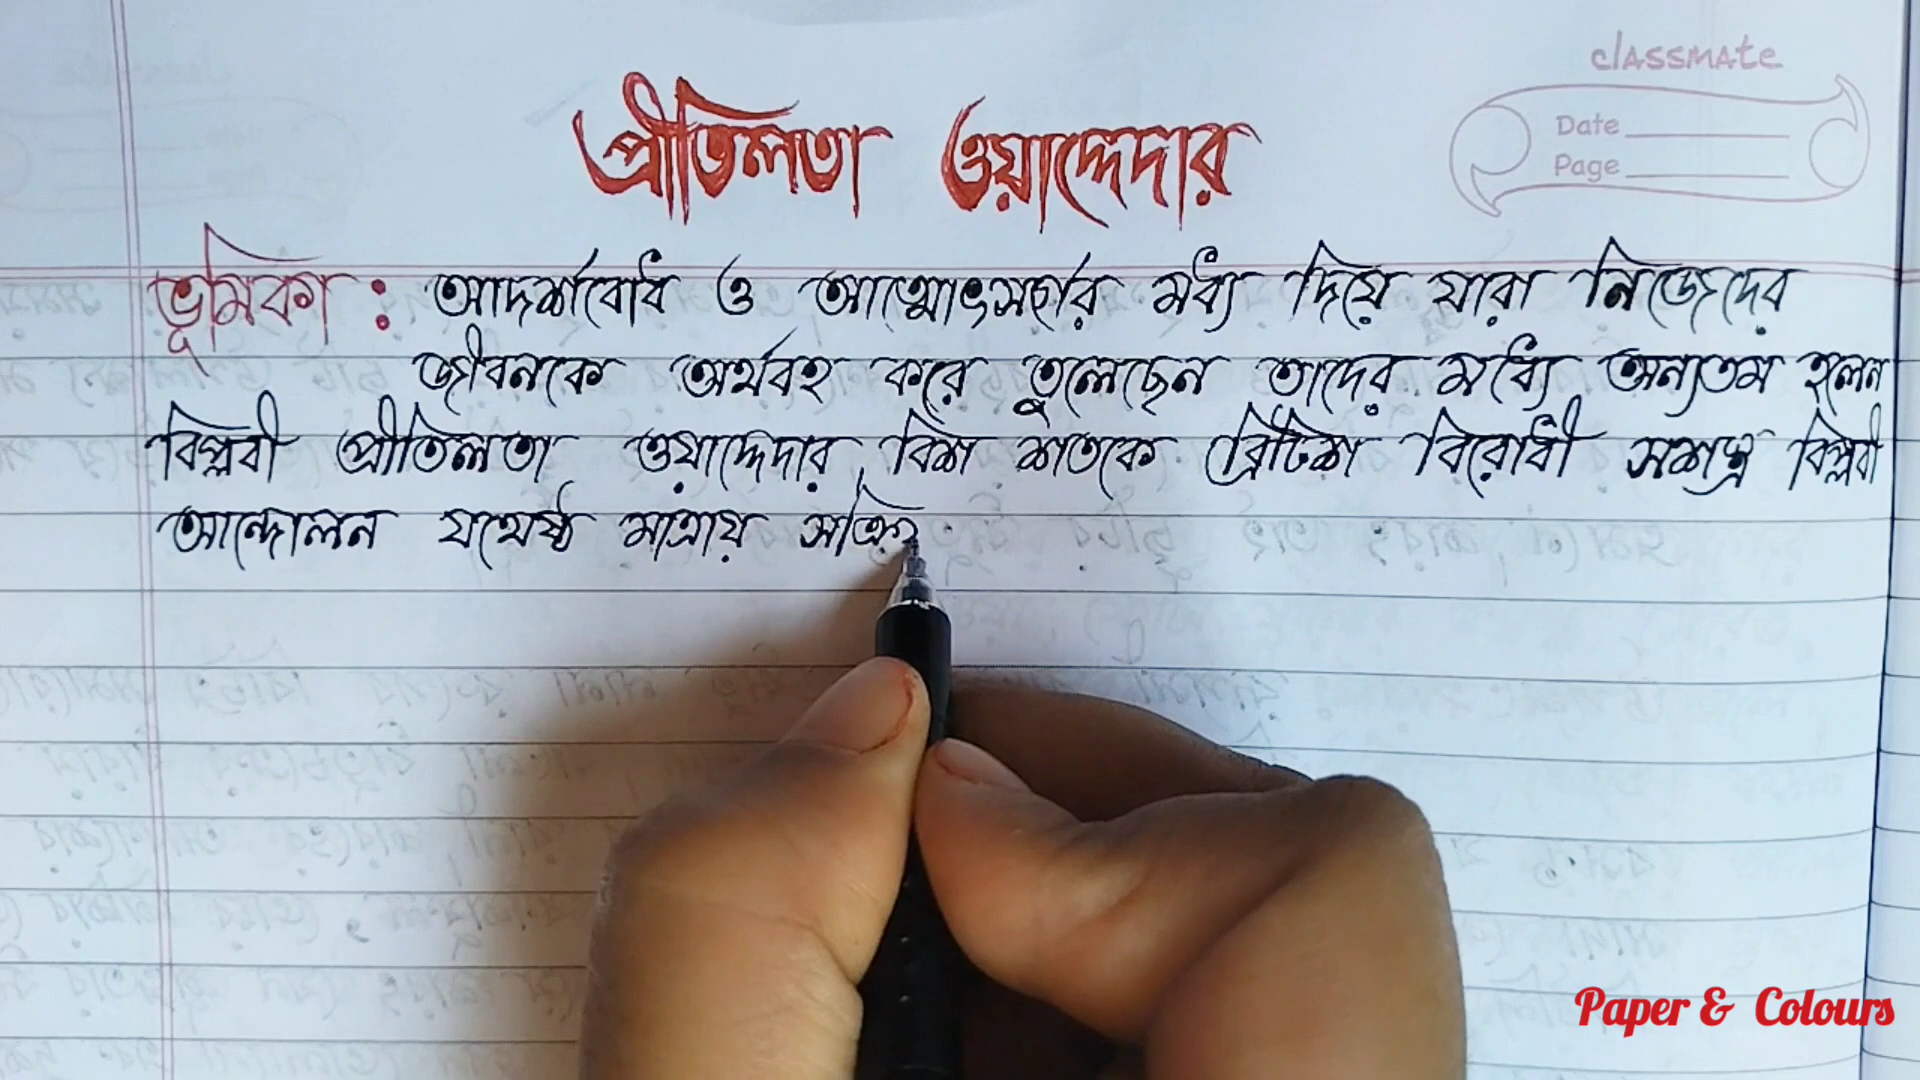 classmate
Date
Page
প্রীতিলতা ওয়াদ্দেদার
ভূমিকা : আদর্শবোধ ও আত্মোৎসর্গের মধ্য দিয়ে যারা নিজেদের
জীবনকে অর্থবহ করে তুলেছেন তাদের মধ্যে অন্যতম হলেন
বিপ্লবী প্রীতিলতা ওয়াদ্দেদার, বিশ শতকে ব্রিটিশ বিরোধী সশস্ত্র বিপ্লবী
আন্দোলন যথেষ্ঠ মাত্রায় সক্রিয়
Paper & Colours